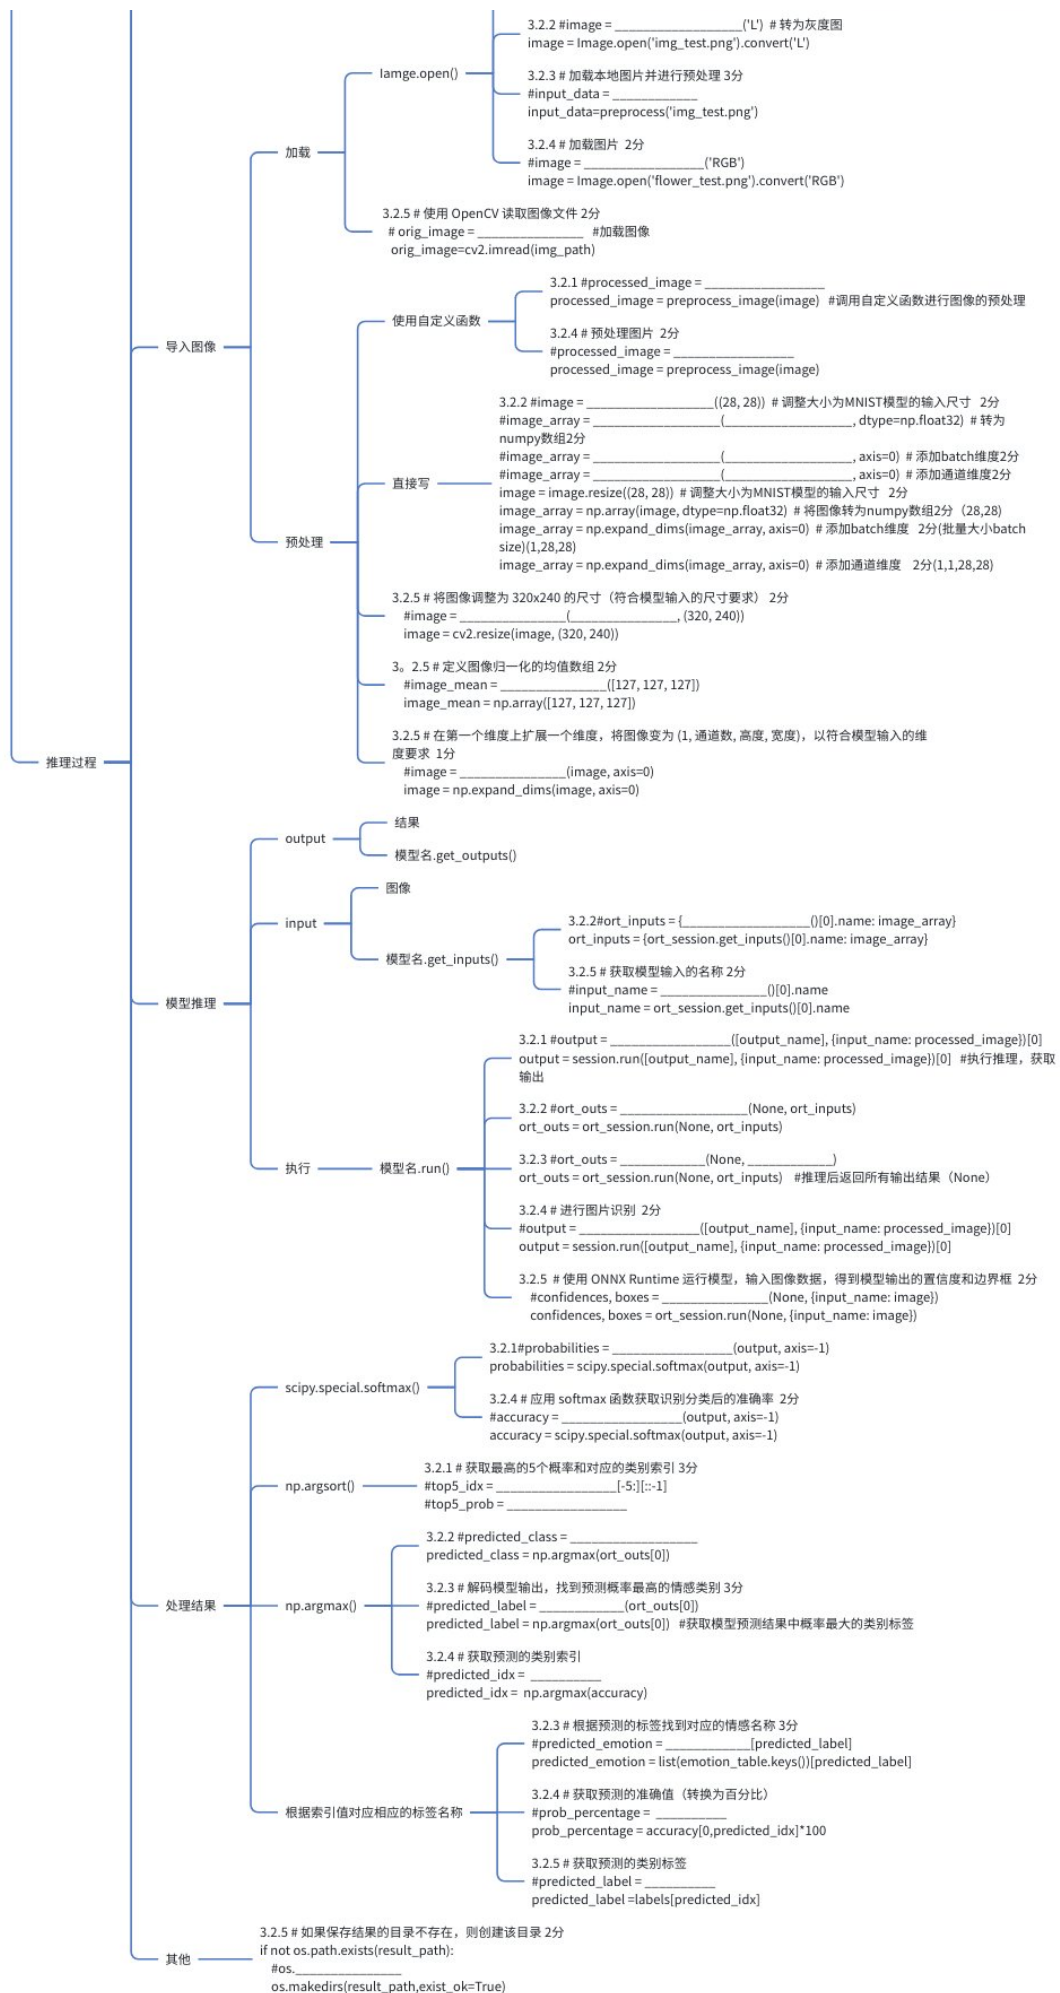 3.2.2 #image = __________________('L')  # 转为灰度图
image = Image.open('img_test.png').convert('L')
Iamge.open()
3.2.3 # 加载本地图片并进行预处理 3分
#input_data = ____________
input_data=preprocess('img_test.png')
3.2.4 # 加载图片  2分
#image = _________________('RGB')
image = Image.open('flower_test.png').convert('RGB')
加载
3.2.5 # 使用 OpenCV 读取图像文件 2分
# orig_image = _______________   #加载图像
orig_image=cv2.imread(img_path)
导入图像
使用自定义函数
3.2.1 #processed_image = _________________
processed_image = preprocess_image(image)   #调用自定义函数进行图像的预处理
3.2.4 # 预处理图片  2分
#processed_image = _________________
processed_image = preprocess_image(image)
直接写
3.2.2 #image = __________________((28, 28))  # 调整大小为MNIST模型的输入尺寸   2分
#image_array = __________________(__________________, dtype=np.float32)  # 转为
numpy数组2分
#image_array = __________________(__________________, axis=0)  # 添加batch维度2分
#image_array = __________________(__________________, axis=0)  # 添加通道维度2分
image = image.resize((28, 28))  # 调整大小为MNIST模型的输入尺寸   2分
image_array = np.array(image, dtype=np.float32)  # 将图像转为numpy数组2分（28,28)
image_array = np.expand_dims(image_array, axis=0)  # 添加batch维度   2分(批量大小batch
size)(1,28,28)
image_array = np.expand_dims(image_array, axis=0)  # 添加通道维度    2分(1,1,28,28)
预处理
3.2.5 # 将图像调整为 320x240 的尺寸（符合模型输入的尺寸要求） 2分
#image = _______________(_______________, (320, 240))
image = cv2.resize(image, (320, 240))
3。2.5 # 定义图像归一化的均值数组 2分
#image_mean = _______________([127, 127, 127])
image_mean = np.array([127, 127, 127])
3.2.5 # 在第一个维度上扩展一个维度，将图像变为 (1, 通道数, 高度, 宽度)，以符合模型输入的维
度要求  1分
#image = _______________(image, axis=0)
image = np.expand_dims(image, axis=0)
推理过程
output
结果
模型名.get_outputs()
input
图像
模型名.get_inputs()
3.2.2#ort_inputs = {__________________()[0].name: image_array}
ort_inputs = {ort_session.get_inputs()[0].name: image_array}
3.2.5 # 获取模型输入的名称 2分
#input_name = _______________()[0].name
input_name = ort_session.get_inputs()[0].name
模型推理
3.2.1 #output = _________________([output_name], {input_name: processed_image})[0]
output = session.run([output_name], {input_name: processed_image})[0]   #执行推理，获取
输出
3.2.2 #ort_outs = __________________(None, ort_inputs)
ort_outs = ort_session.run(None, ort_inputs)
执行
模型名.run()
3.2.3 #ort_outs = ____________(None, ____________)
ort_outs = ort_session.run(None, ort_inputs)   #推理后返回所有输出结果（None）
3.2.4 # 进行图片识别  2分
#output = _________________([output_name], {input_name: processed_image})[0]
output = session.run([output_name], {input_name: processed_image})[0]
3.2.5  # 使用 ONNX Runtime 运行模型，输入图像数据，得到模型输出的置信度和边界框  2分
#confidences, boxes = _______________(None, {input_name: image})
confidences, boxes = ort_session.run(None, {input_name: image})
scipy.special.softmax()
3.2.1#probabilities = _________________(output, axis=-1)
probabilities = scipy.special.softmax(output, axis=-1)
3.2.4 # 应用 softmax 函数获取识别分类后的准确率  2分
#accuracy = _________________(output, axis=-1)
accuracy = scipy.special.softmax(output, axis=-1)
np.argsort()
3.2.1 # 获取最高的5个概率和对应的类别索引 3分
#top5_idx = _________________[-5:][::-1]
#top5_prob = _________________
处理结果
np.argmax()
3.2.2 #predicted_class = __________________
predicted_class = np.argmax(ort_outs[0])
3.2.3 # 解码模型输出，找到预测概率最高的情感类别 3分
#predicted_label = ____________(ort_outs[0])
predicted_label = np.argmax(ort_outs[0])   #获取模型预测结果中概率最大的类别标签
3.2.4 # 获取预测的类别索引
#predicted_idx =  __________
predicted_idx =  np.argmax(accuracy)
根据索引值对应相应的标签名称
3.2.3 # 根据预测的标签找到对应的情感名称 3分
#predicted_emotion = ____________[predicted_label]
predicted_emotion = list(emotion_table.keys())[predicted_label]
3.2.4 # 获取预测的准确值（转换为百分比）
#prob_percentage =  __________
prob_percentage = accuracy[0,predicted_idx]*100
3.2.5 # 获取预测的类别标签
#predicted_label = __________
predicted_label =labels[predicted_idx]
其他
3.2.5 # 如果保存结果的目录不存在，则创建该目录 2分
if not os.path.exists(result_path):
#os._______________
os.makedirs(result_path,exist_ok=True)